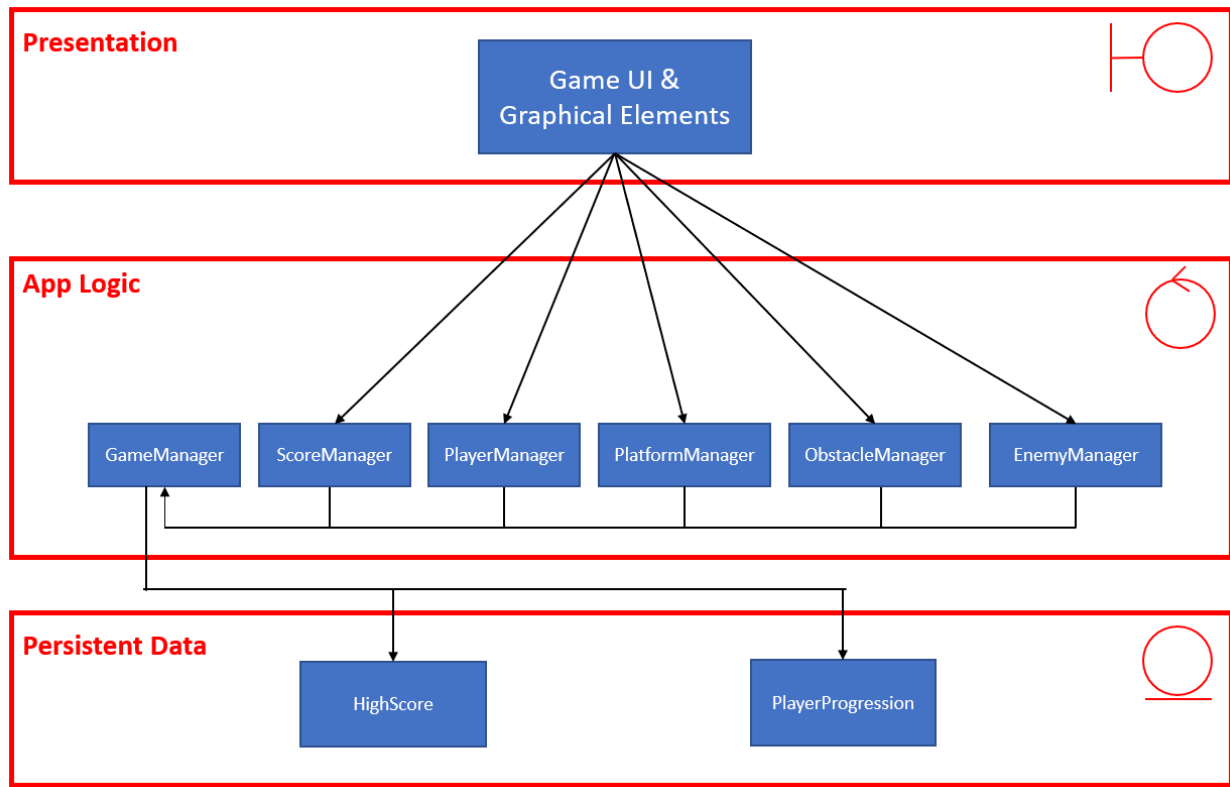 Presentation
Game UI &
Graphical Elements
App Logic
GameManager
ScoreManager
PlayerManager
PlatformManager
ObstacleManager
EnemyManager
Persistent Data
HighScore
PlayerProgression